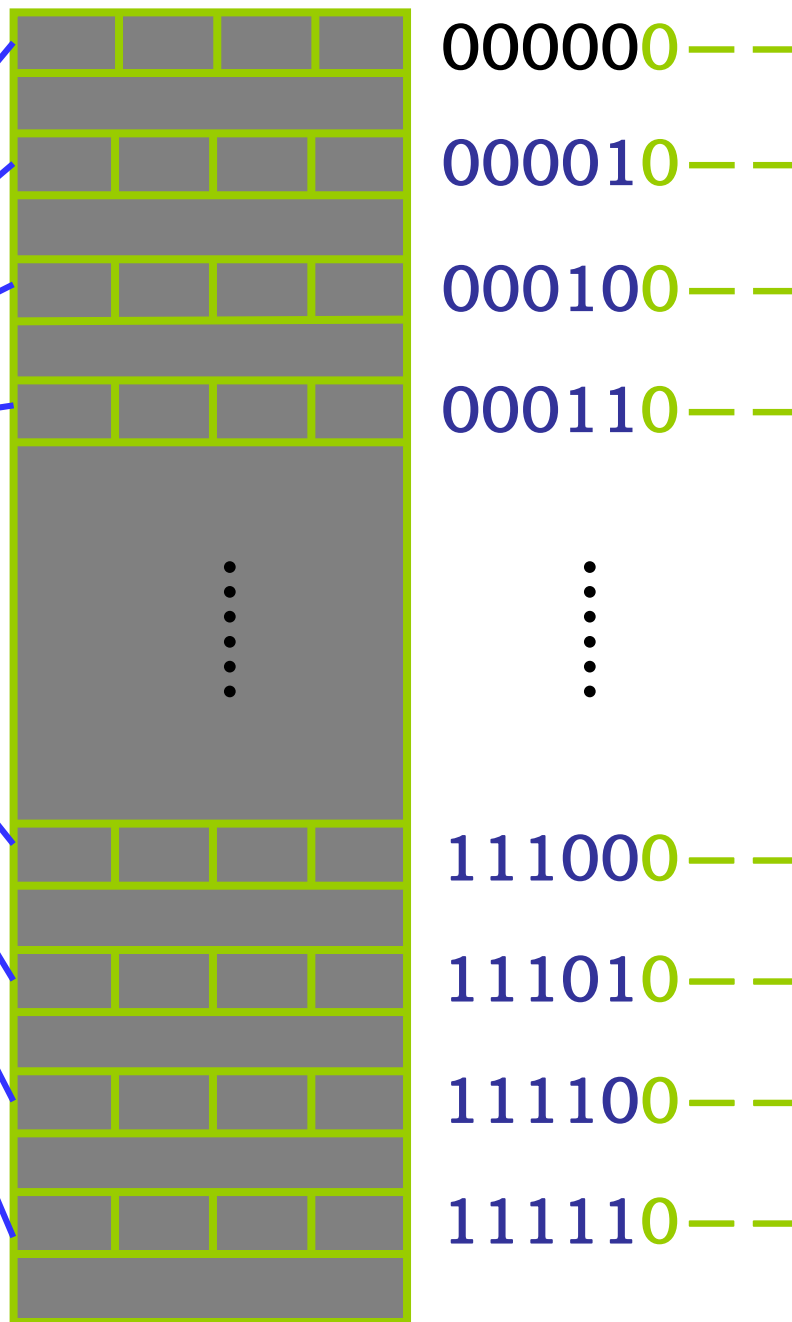 000000 — —
000010 — —
000100 — —
000110 — —
111000 — —
111010 — —
111100 — —
111110 — —